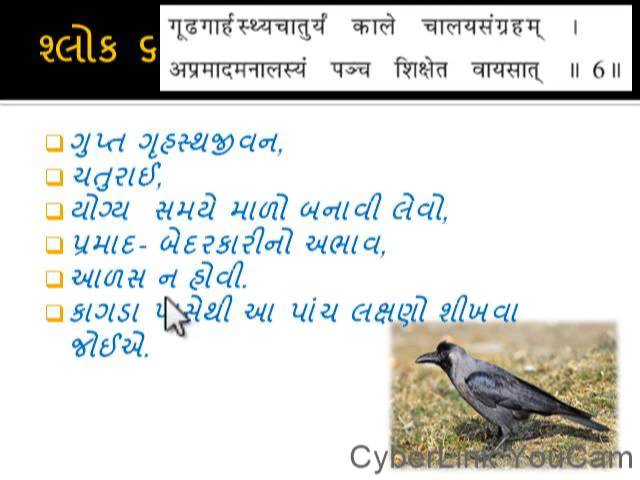 શ્લોક ૬
गूढगार्हस्थ्यचातुर्यं काले चालयसंग्रहम् ।
अप्रमादमनालस्यं पञ्च शिक्षेत वायसात् ॥ 6॥
ગુપ્ત ગૃહસ્થજીવન,
ચતુરાઈ,
યોગ્ય સમયે માળો બનાવી લેવો,
પ્રમાદ- બેદરકારીનો અભાવ,
આળસ ન હોવી.
કાગડા પાસેથી આ પાંચ લક્ષણો શીખવા
જોઈએ.
CyberLink YouCam